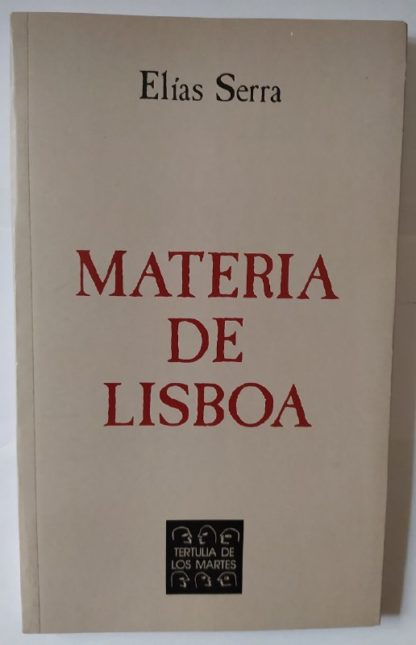 Elías Serra
MATERIA
DE
LISBOA
TERTULIA DE
LOS MARTES